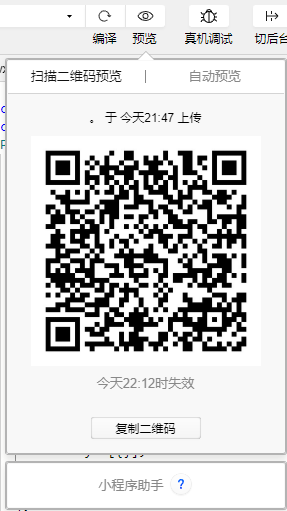 编译 预览 真机调试 切后台
扫描二维码预览 自动预览
。 于 今天21:47 上传
今天22:12时失效
复制二维码
小程序助手 ?